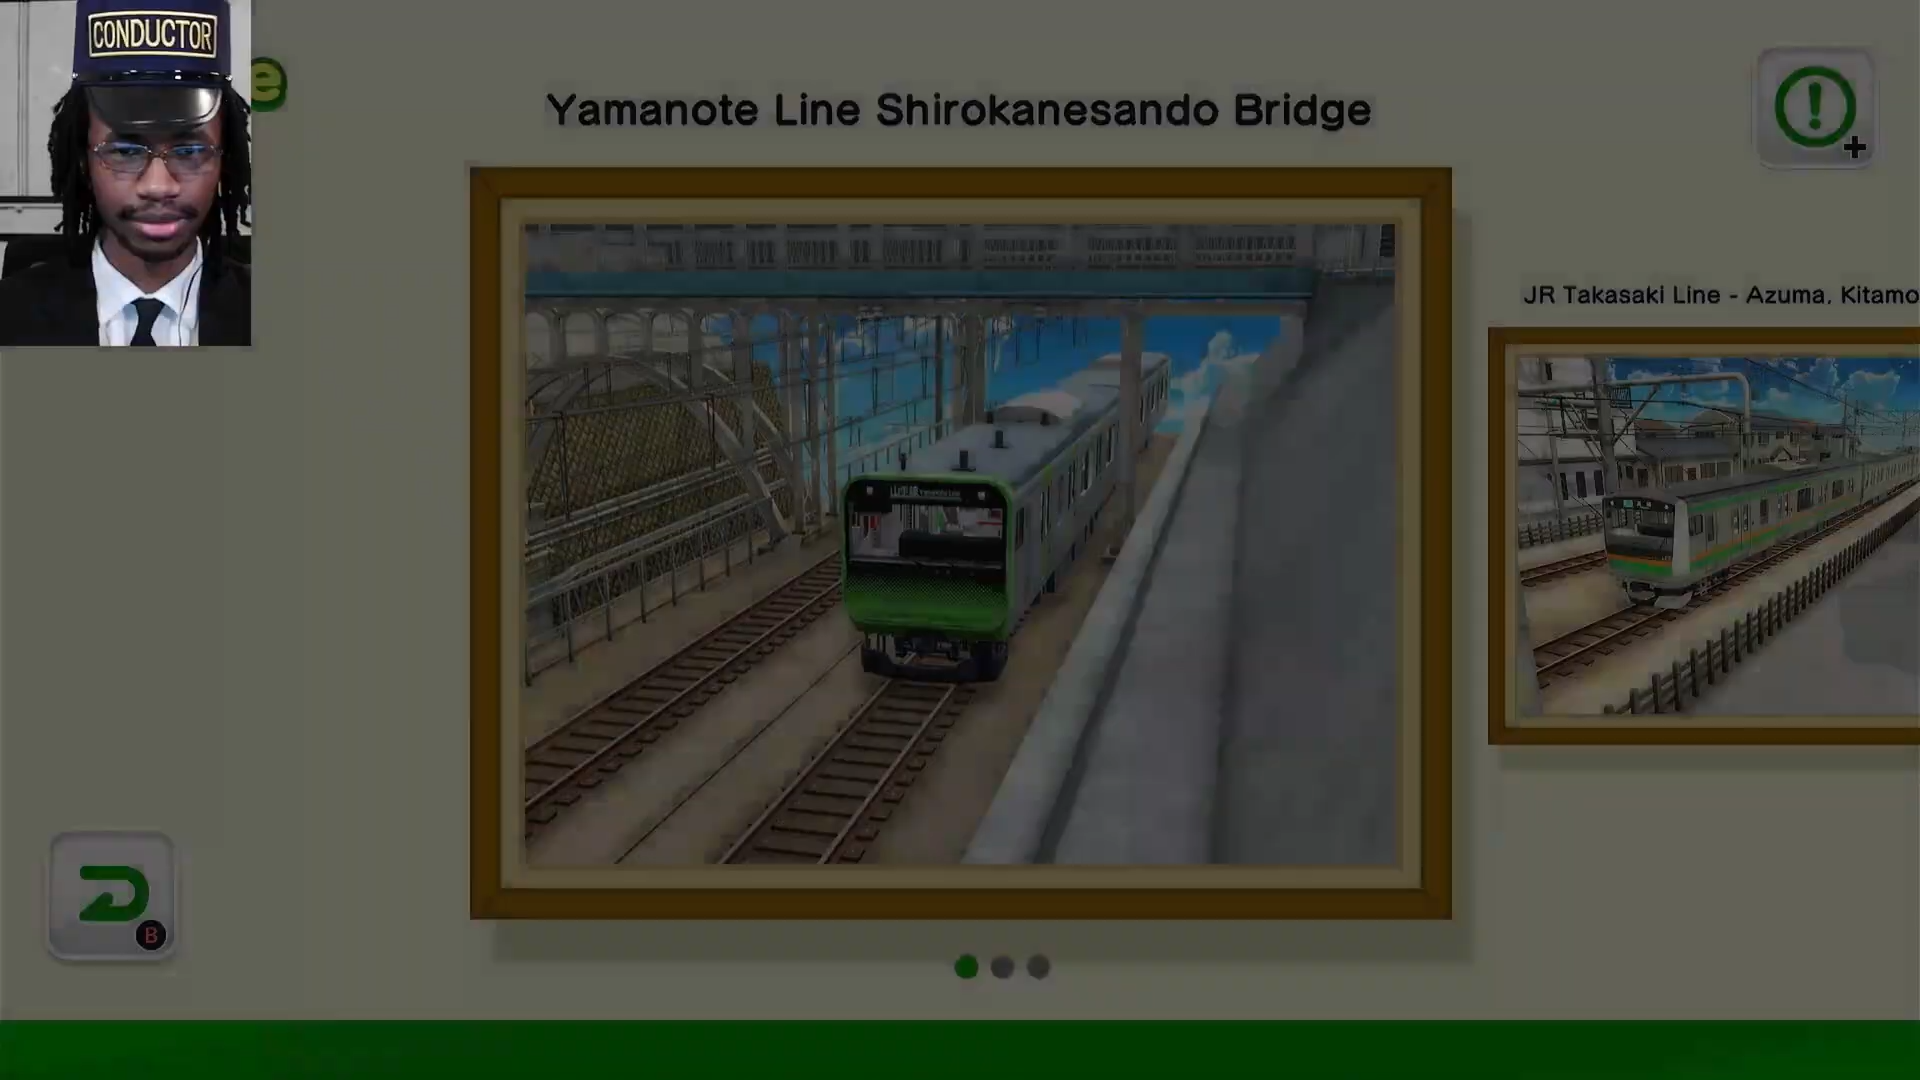 CONDUCTOR
e
Yamanote Line Shirokanesando Bridge
JR Takasaki Line - Azuma, Kitamo
B